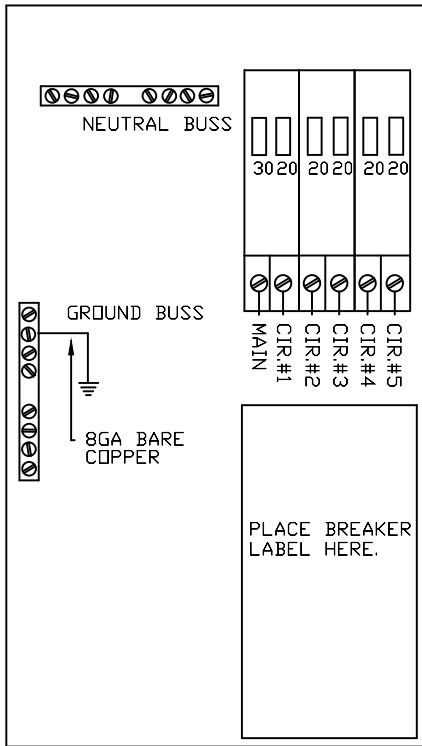 NEUTRAL BUSS
30 20 20 20 20 20
GROUND BUSS
MAIN
CIR.#1
CIR.#2
CIR.#3
CIR.#4
CIR.#5
8GA BARE
COPPER
PLACE BREAKER
LABEL HERE.